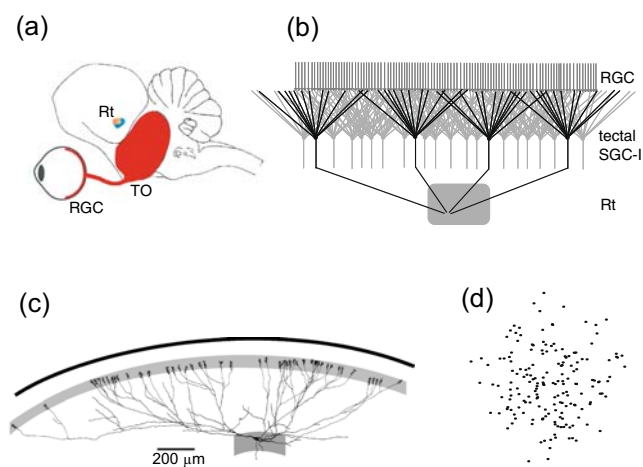 (a)
Rt
RGC
TO
(b)
RGC
tectal
SGC-I
Rt
(c)
200 µm
(d)